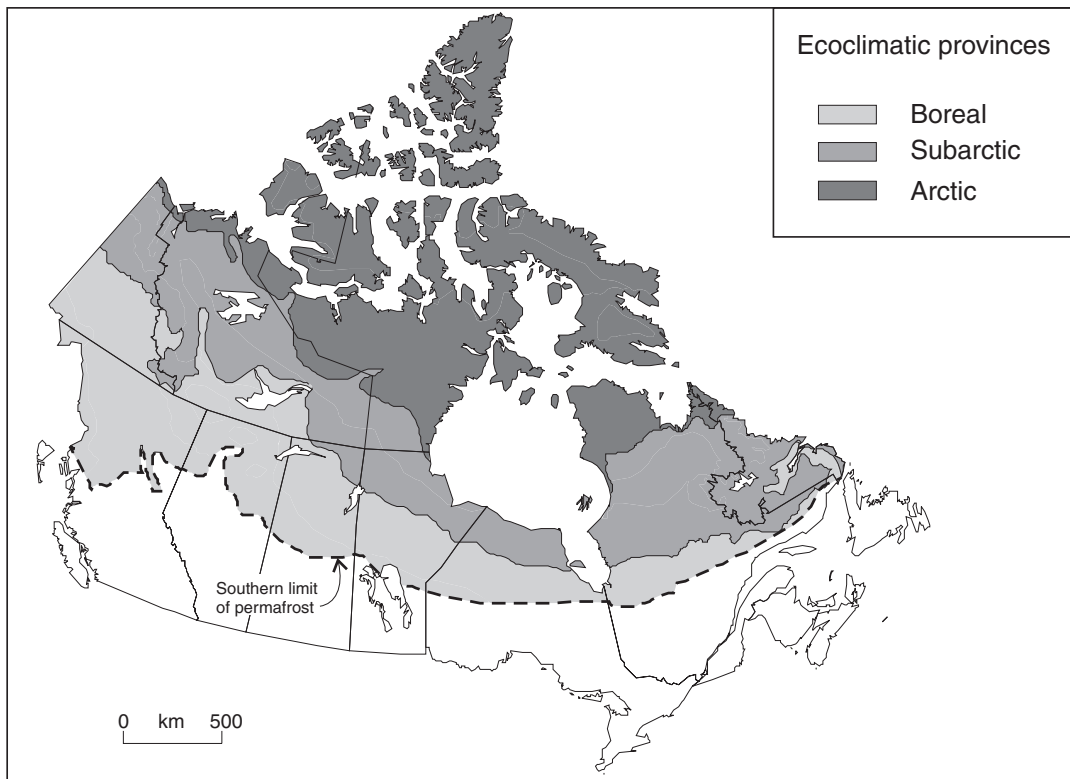 Ecoclimatic provinces
Boreal
Subarctic
Arctic
Southern limit
of permafrost
0 km 500